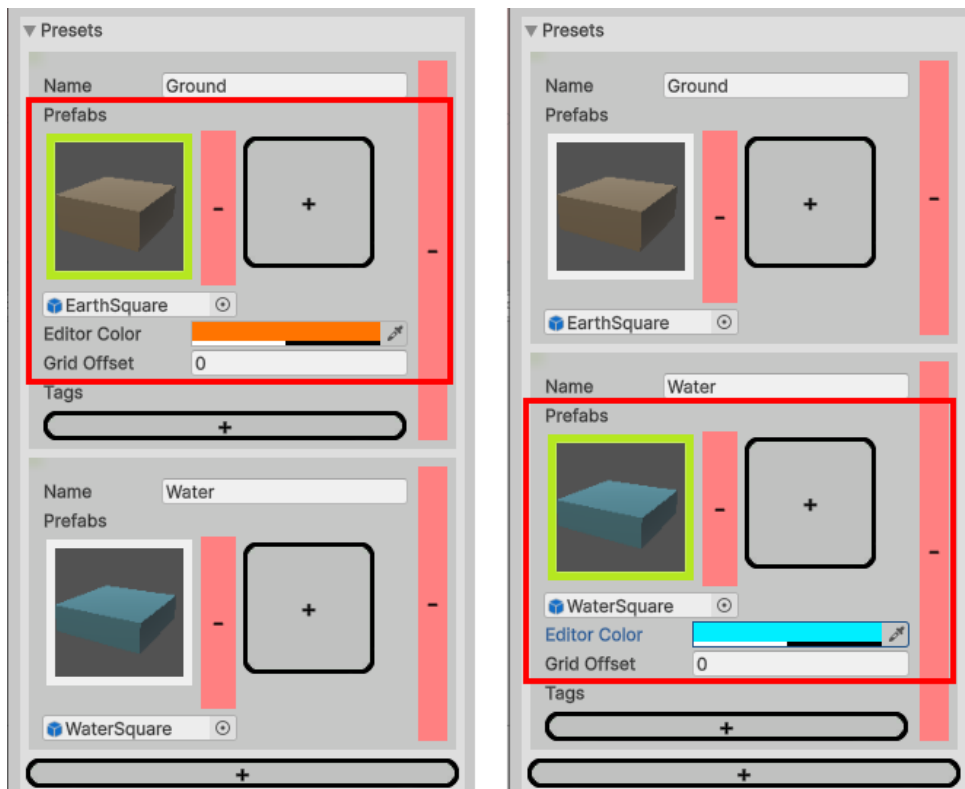 Presets
Name Ground
Prefabs
- +
-
EarthSquare
Editor Color
Grid Offset 0
Tags
+
Name Water
Prefabs
- +
-
WaterSquare
+
Presets
Name Ground
Prefabs
- +
-
EarthSquare
Name Water
Prefabs
- +
-
WaterSquare
Editor Color
Grid Offset 0
Tags
+
+